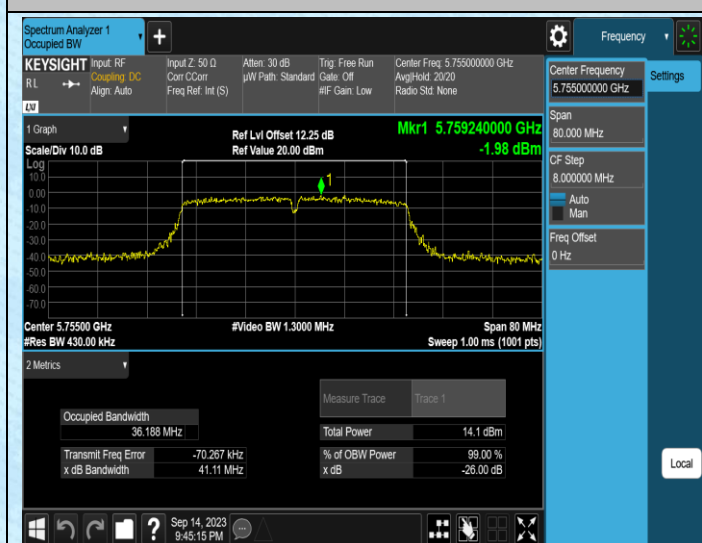 Spectrum Analyzer 1
Occupied BW
+
Frequency
KEYSIGHT
RL
LXI
Input: RF
Coupling: DC
Align: Auto
Input Z: 50 Ω
Corr CCorr
Freq Ref: Int (S)
Atten: 30 dB
µW Path: Standard
Trig: Free Run
Gate: Off
#IF Gain: Low
Center Freq: 5.755000000 GHz
Avg|Hold: 20/20
Radio Std: None
Center Frequency
5.755000000 GHz
Settings
Span
80.000 MHz
CF Step
8.000000 MHz
Auto
Man
Freq Offset
0 Hz
1 Graph
Scale/Div 10.0 dB
Ref Lvl Offset 12.25 dB
Ref Value 20.00 dBm
Mkr1 5.759240000 GHz
-1.98 dBm
Log
10.0
0.00
-10.0
-20.0
-30.0
-40.0
-50.0
-60.0
-70.0
1
Center 5.75500 GHz
#Res BW 430.00 kHz
#Video BW 1.3000 MHz
Span 80 MHz
Sweep 1.00 ms (1001 pts)
2 Metrics
Measure Trace Trace 1
Occupied Bandwidth
36.188 MHz
Total Power 14.1 dBm
Transmit Freq Error -70.267 kHz
% of OBW Power 99.00 %
x dB Bandwidth 41.11 MHz
x dB -26.00 dB
Local
?
Sep 14, 2023
9:45:15 PM